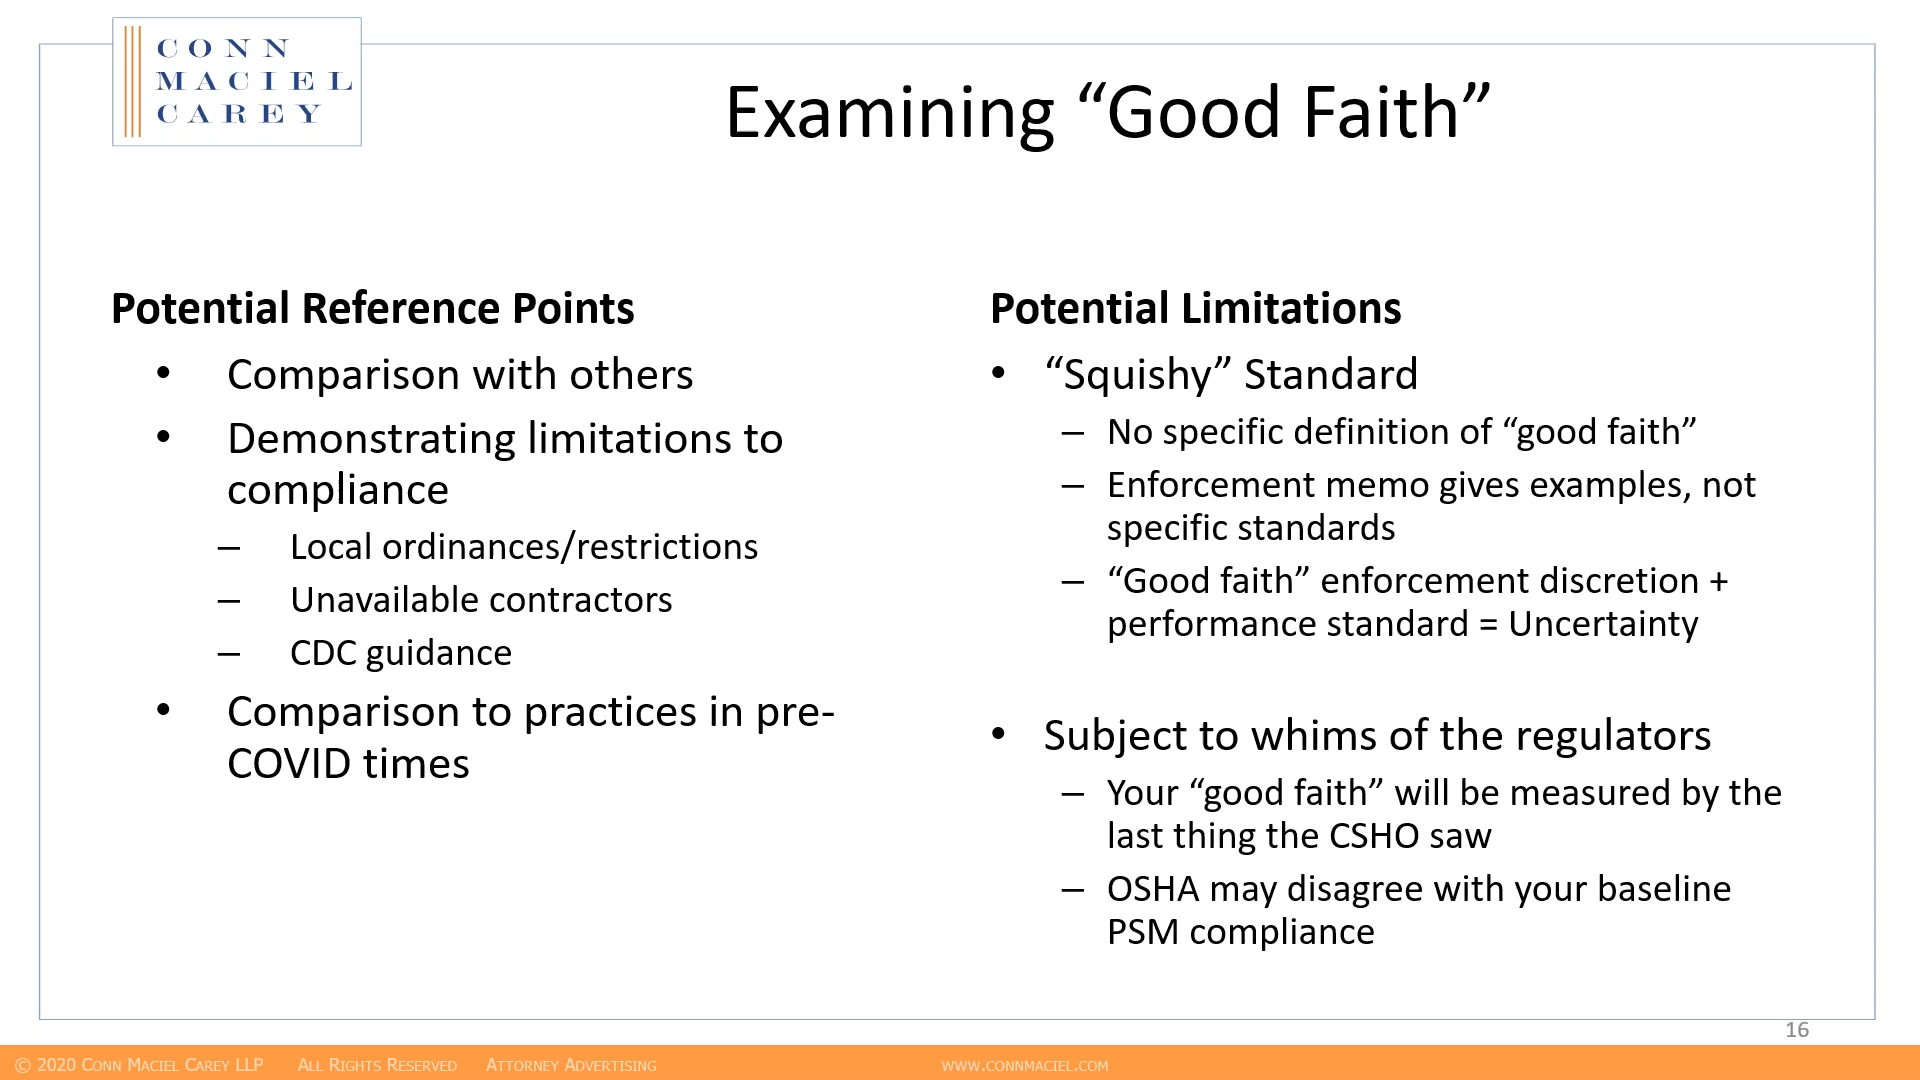 CONN
MACIEL
CAREY
Examining “Good Faith”
Potential Reference Points
• Comparison with others
• Demonstrating limitations to
compliance
– Local ordinances/restrictions
– Unavailable contractors
– CDC guidance
• Comparison to practices in pre-
COVID times
Potential Limitations
• “Squishy” Standard
– No specific definition of “good faith”
– Enforcement memo gives examples, not
specific standards
– “Good faith” enforcement discretion +
performance standard = Uncertainty
• Subject to whims of the regulators
– Your “good faith” will be measured by the
last thing the CSHO saw
– OSHA may disagree with your baseline
PSM compliance
16
© 2020 CONN MACIEL CAREY LLP ALL RIGHTS RESERVED ATTORNEY ADVERTISING WWW.CONNMACIEL.COM